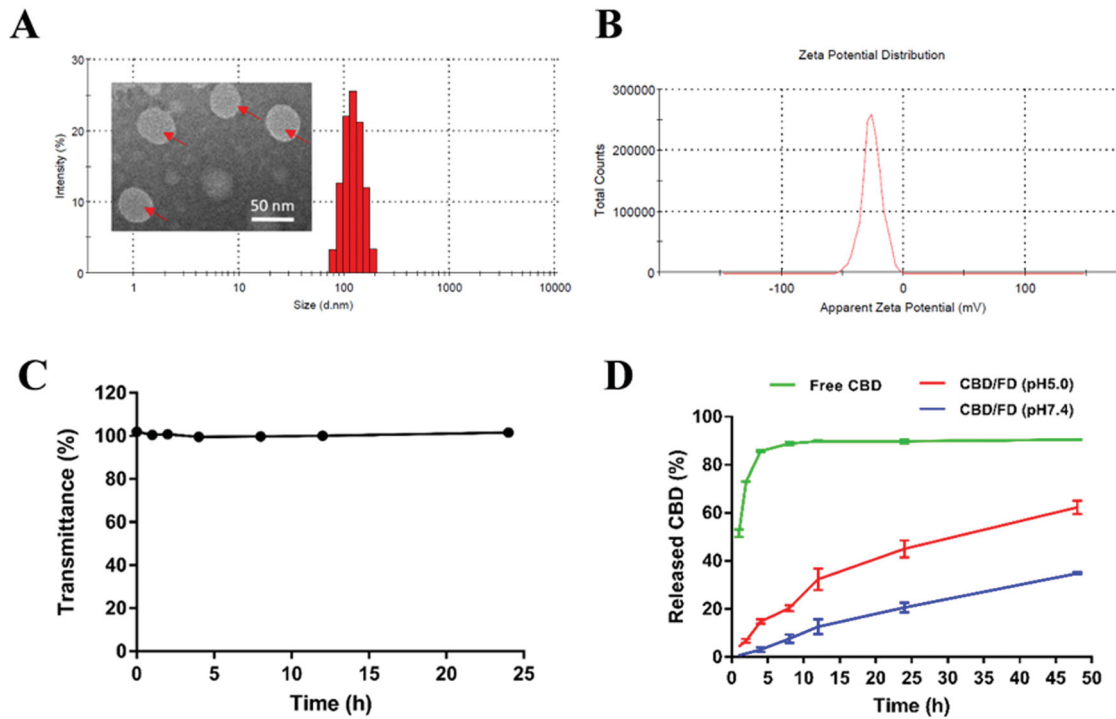 A
30
20
10
0
Intensity (%)
50 nm
1
10
100
1000
10000
Size (d.nm)
B
Zeta Potential Distribution
300000
200000
100000
0
Total Counts
-100
0
100
Apparent Zeta Potential (mV)
C
120
100
80
60
40
20
0
Transmittance (%)
0 5 10 15 20 25
Time (h)
D
Free CBD
CBD/FD (pH5.0)
CBD/FD (pH7.4)
100
80
60
40
20
0
Released CBD (%)
0 5 10 15 20 25 30 35 40 45 50
Time (h)